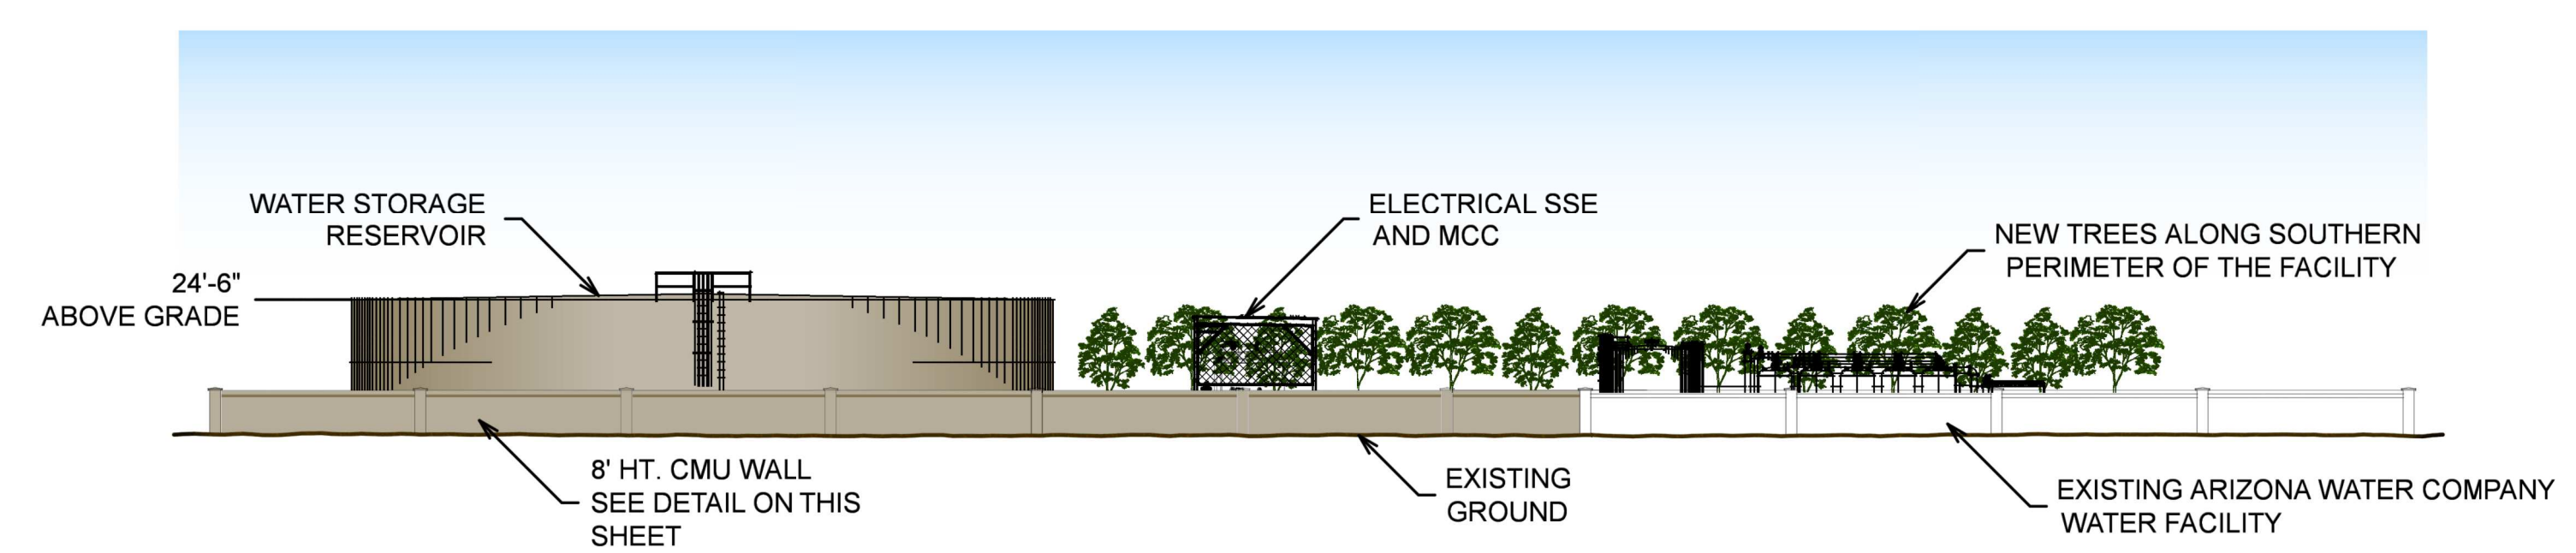 WATER STORAGE
RESERVOIR
24'-6"
ABOVE GRADE
ELECTRICAL SSE
AND MCC
NEW TREES ALONG SOUTHERN
PERIMETER OF THE FACILITY
8' HT. CMU WALL
SEE DETAIL ON THIS
SHEET
EXISTING
GROUND
EXISTING ARIZONA WATER COMPANY
WATER FACILITY